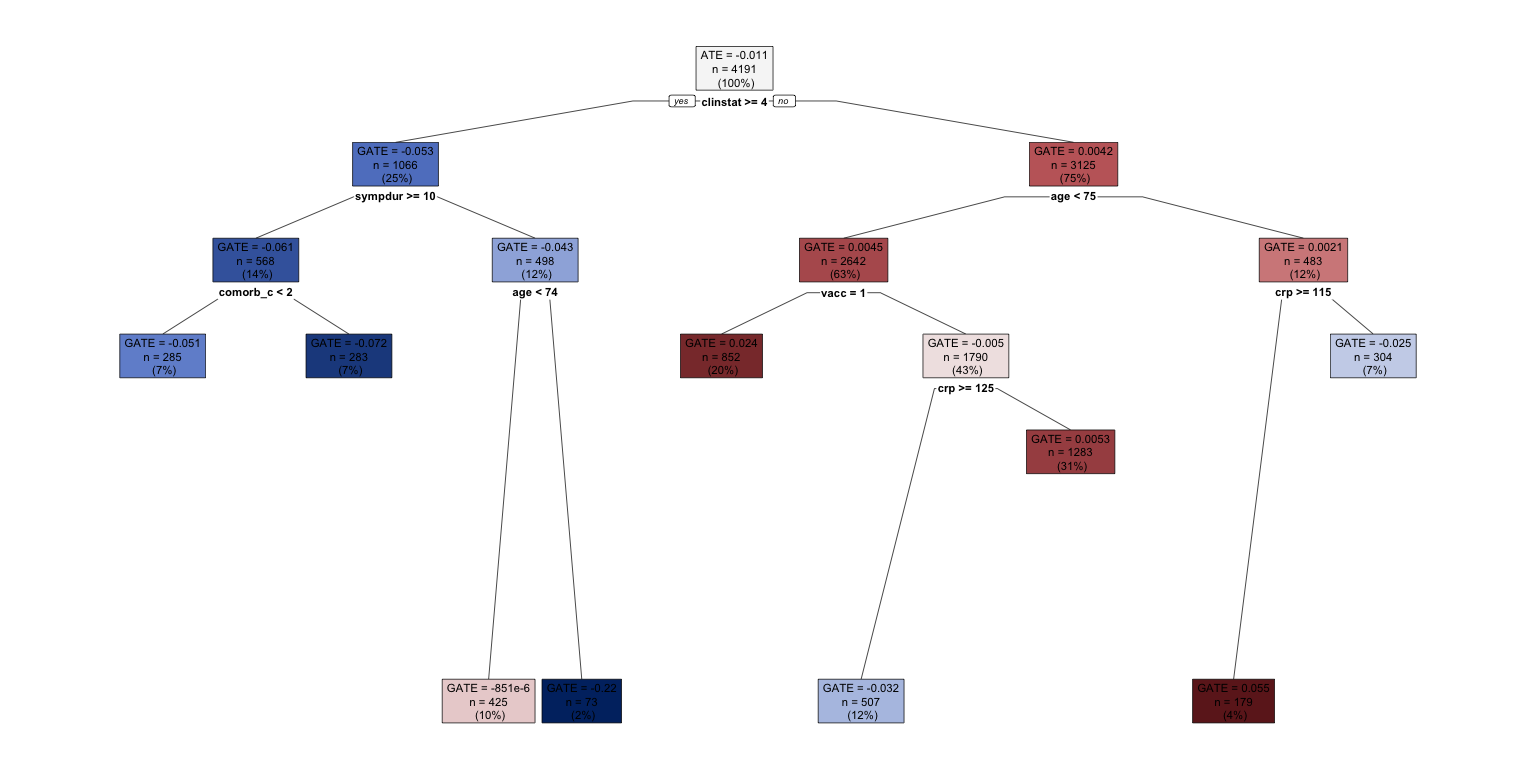 ATE = -0.011
n = 4191
(100%)
yes clinstat >= 4 no
GATE = -0.053
n = 1066
(25%)
sympdur >= 10
GATE = 0.0042
n = 3125
(75%)
age < 75
GATE = -0.061
n = 568
(14%)
comorb_c < 2
GATE = -0.043
n = 498
(12%)
age < 74
GATE = 0.0045
n = 2642
(63%)
vacc = 1
GATE = 0.0021
n = 483
(12%)
crp >= 115
GATE = -0.051
n = 285
(7%)
GATE = -0.072
n = 283
(7%)
GATE = 0.024
n = 852
(20%)
GATE = -0.005
n = 1790
(43%)
crp >= 125
GATE = -0.025
n = 304
(7%)
GATE = 0.0053
n = 1283
(31%)
GATE = -851e-6
n = 425
(10%)
GATE = -0.22
n = 73
(2%)
GATE = -0.032
n = 507
(12%)
GATE = 0.055
n = 179
(4%)